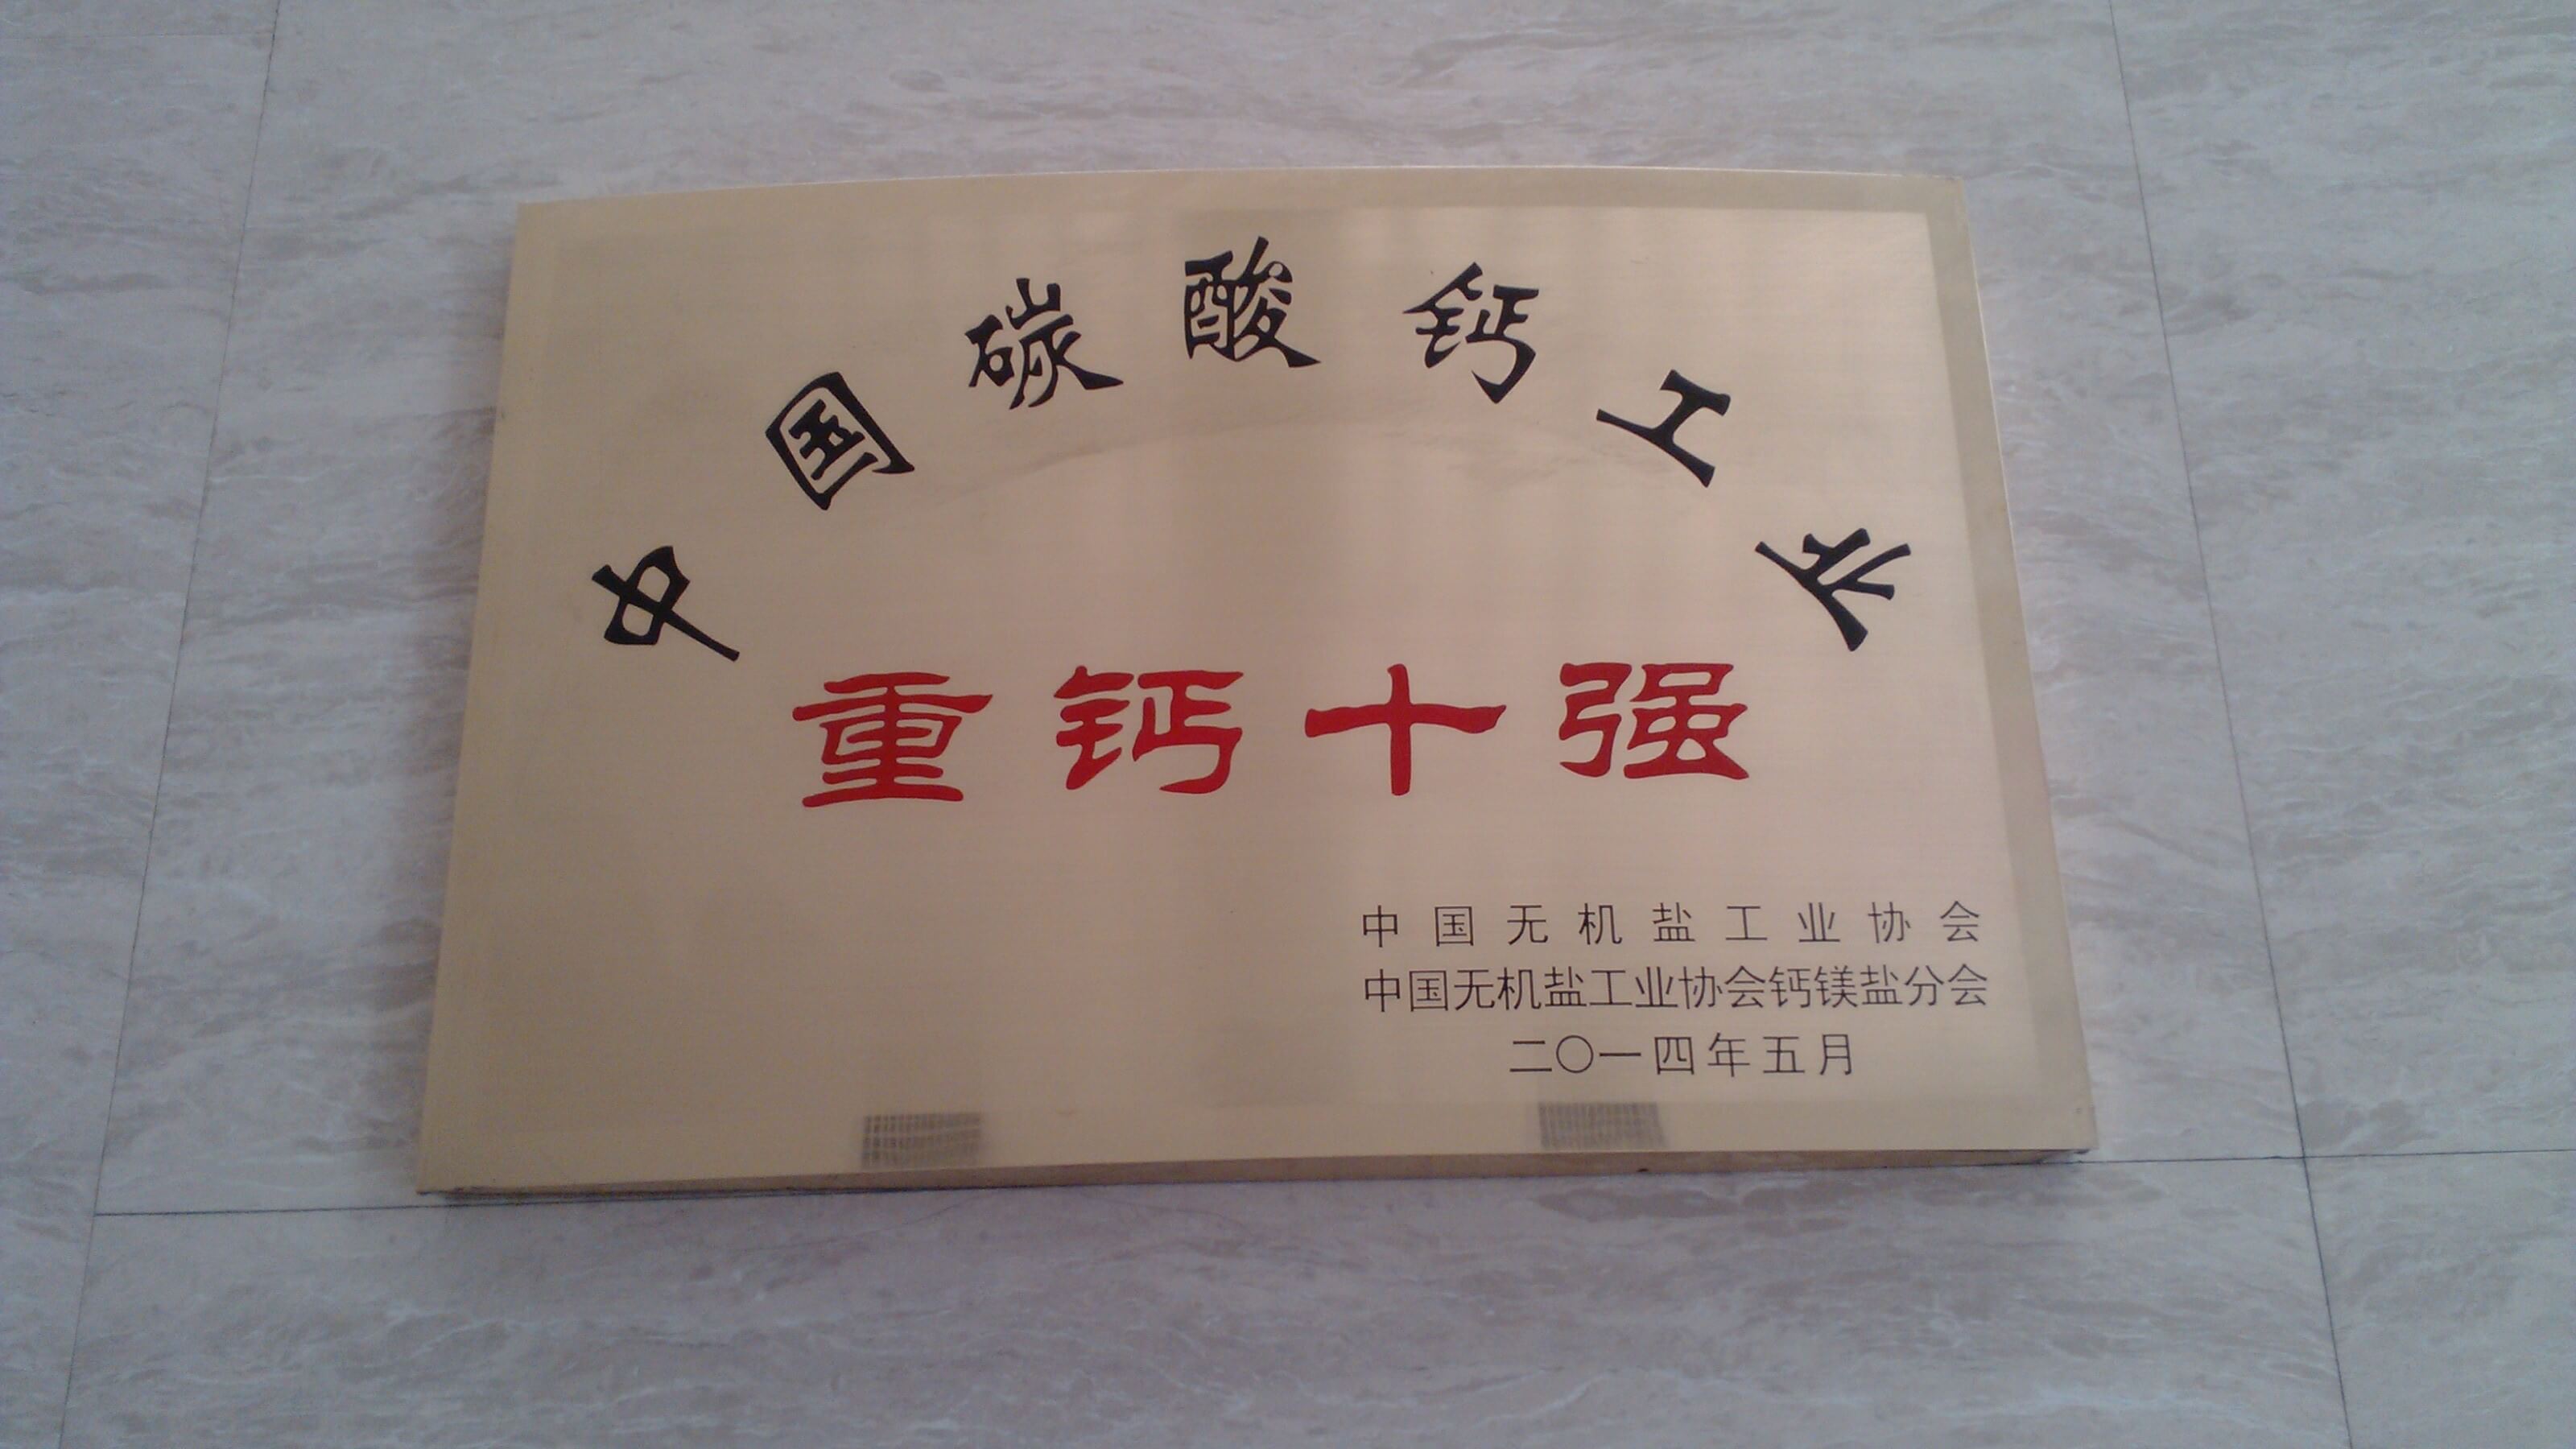 中国碳酸钙工业
重钙十强
中国无机盐工业协会
中国无机盐工业协会钙镁盐分会
二〇一四年五月